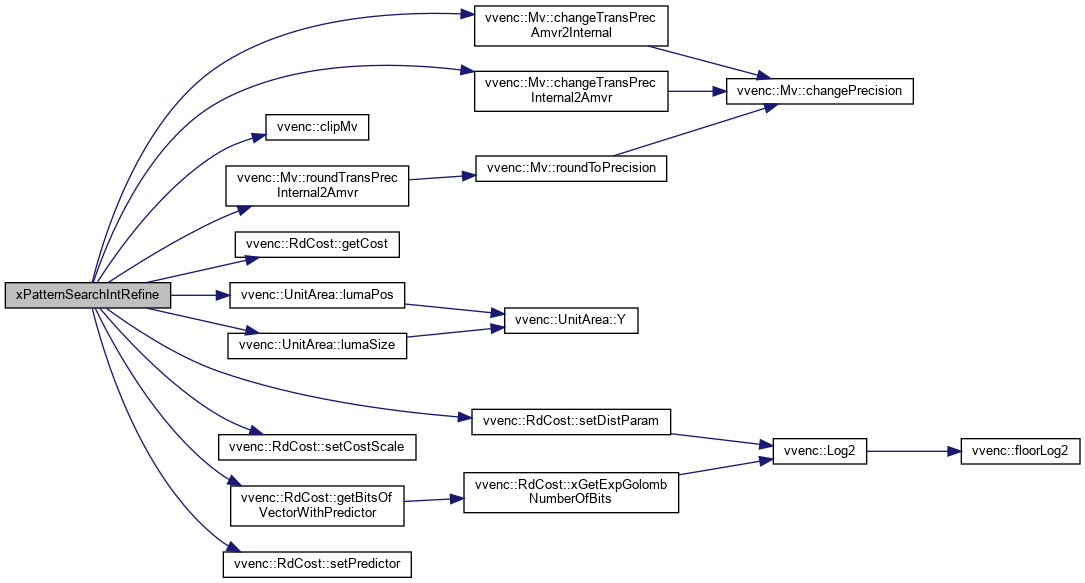 xPatternSearchIntRefine
vvenc::Mv::changeTransPrec
Amvr2Internal
vvenc::Mv::changeTransPrec
Internal2Amvr
vvenc::Mv::changePrecision
vvenc::clipMv
vvenc::Mv::roundTransPrec
Internal2Amvr
vvenc::Mv::roundToPrecision
vvenc::RdCost::getCost
vvenc::UnitArea::lumaPos
vvenc::UnitArea::Y
vvenc::UnitArea::lumaSize
vvenc::RdCost::setDistParam
vvenc::RdCost::setCostScale
vvenc::Log2
vvenc::floorLog2
vvenc::RdCost::getBitsOf
VectorWithPredictor
vvenc::RdCost::xGetExpGolomb
NumberOfBits
vvenc::RdCost::setPredictor